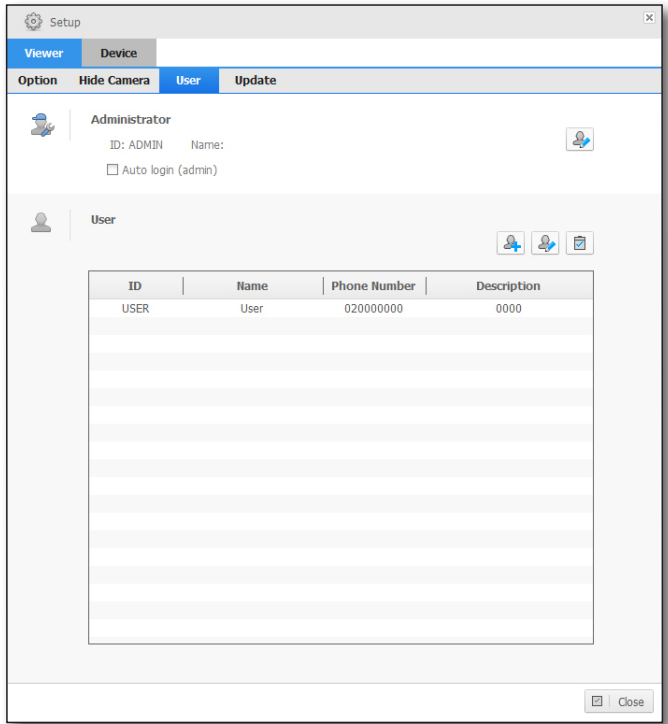 Setup
Viewer Device
Option Hide Camera User Update
Administrator
ID: ADMIN Name:
Auto login (admin)
User
ID Name Phone Number Description
USER User 020000000 0000
Close